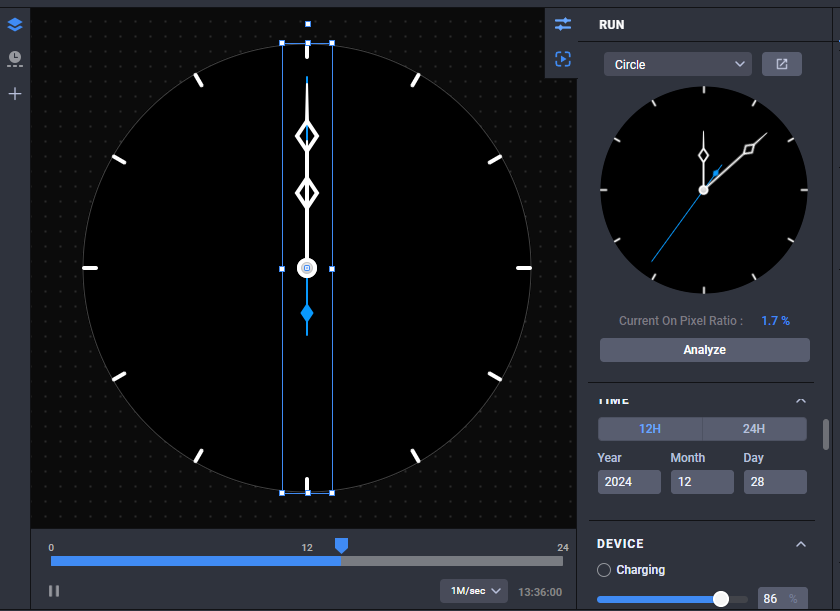 RUN
Circle
Current On Pixel Ratio : 1.7 %
Analyze
TIME
12H 24H
Year Month Day
2024 12 28
DEVICE
Charging
86 %
0 12 24
1M/sec 13:36:00